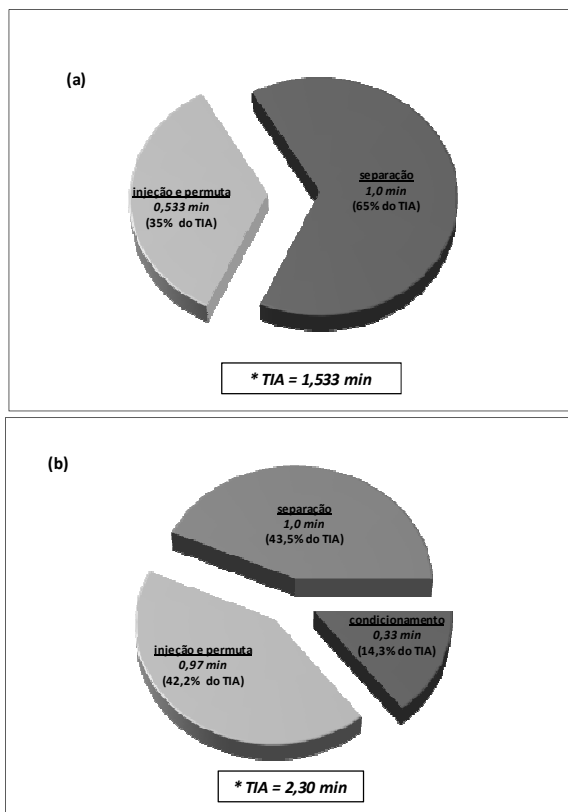 (a)
separação
1,0 min
(65% do TIA)
injeção e permuta
0,533 min
(35% do TIA)
* TIA = 1,533 min
(b)
separação
1,0 min
(43,5% do TIA)
condicionamento
0,33 min
(14,3% do TIA)
injeção e permuta
0,97 min
(42,2% do TIA)
* TIA = 2,30 min